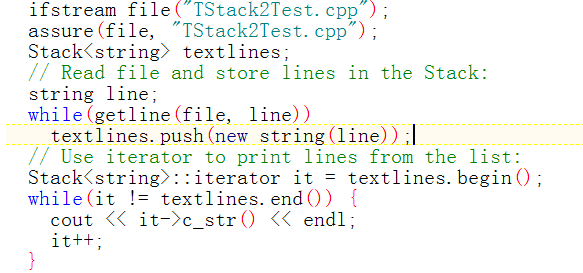 ifstream file("TStack2Test.cpp");
assure(file, "TStack2Test.cpp");
Stack<string> textlines;
// Read file and store lines in the Stack:
string line;
while(getline(file, line))
textlines.push(new string(line));
// Use iterator to print lines from the list:
Stack<string>::iterator it = textlines.begin();
while(it != textlines.end()) {
cout << it->c_str() << endl;
it++;
}